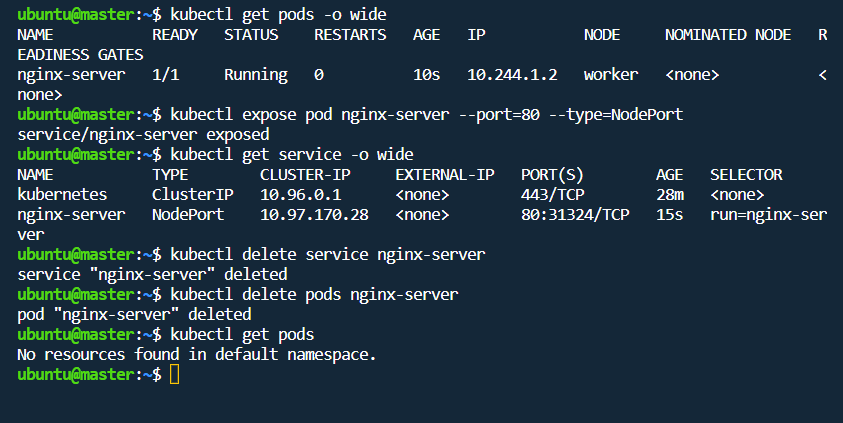 ubuntu@master:~$ kubectl get pods -o wide
NAME           READY   STATUS    RESTARTS   AGE   IP           NODE     NOMINATED NODE   R
EADINESS GATES
nginx-server   1/1     Running   0          10s   10.244.1.2   worker   <none>           <
none>
ubuntu@master:~$ kubectl expose pod nginx-server --port=80 --type=NodePort
service/nginx-server exposed
ubuntu@master:~$ kubectl get service -o wide
NAME           TYPE        CLUSTER-IP     EXTERNAL-IP   PORT(S)        AGE   SELECTOR
kubernetes     ClusterIP   10.96.0.1      <none>        443/TCP        28m   <none>
nginx-server   NodePort    10.97.170.28   <none>        80:31324/TCP   15s   run=nginx-ser
ver
ubuntu@master:~$ kubectl delete service nginx-server
service "nginx-server" deleted
ubuntu@master:~$ kubectl delete pods nginx-server
pod "nginx-server" deleted
ubuntu@master:~$ kubectl get pods
No resources found in default namespace.
ubuntu@master:~$